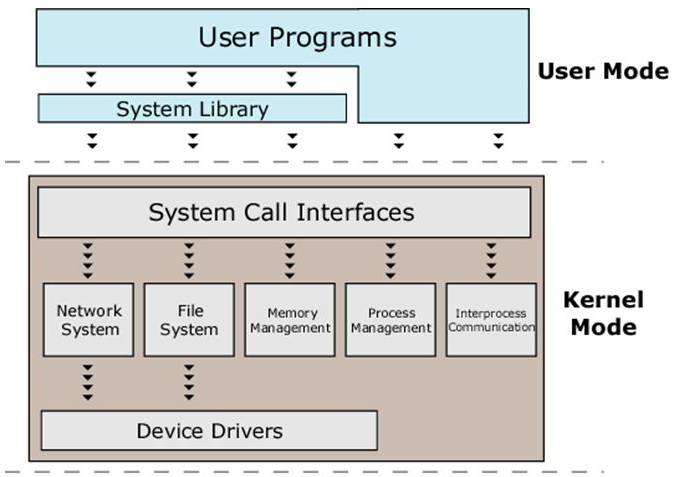 User Programs
User Mode
System Library
System Call Interfaces
Network
System
File
System
Memory
Management
Process
Management
Interprocess
Communication
Kernel
Mode
Device Drivers